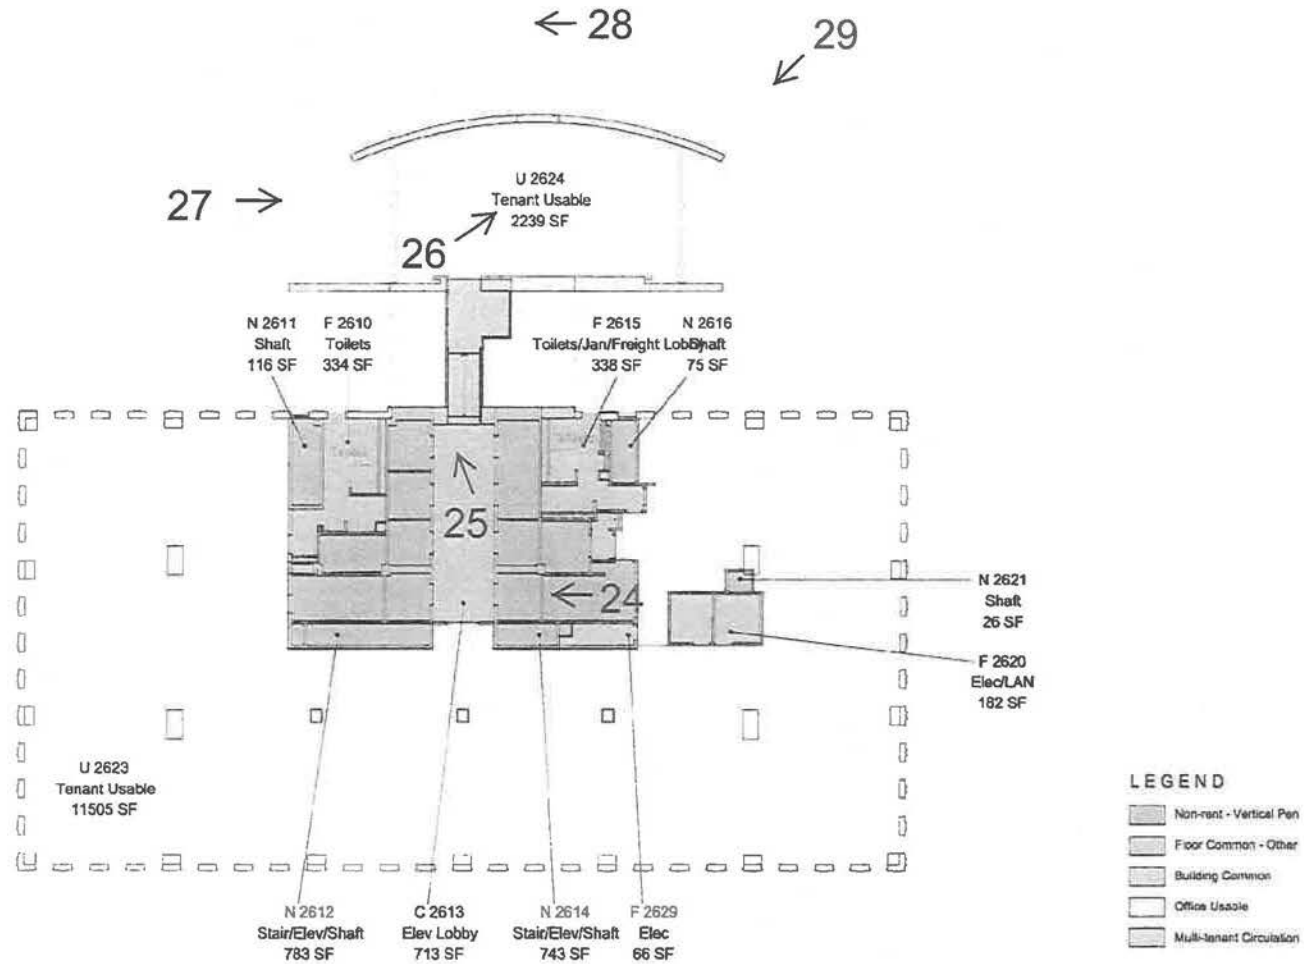 ← 28
29
27 →
U 2624
Tenant Usable
2239 SF
26
N 2611
Shaft
116 SF
F 2610
Toilets
334 SF
F 2615
Toilets/Jan/Freight Lobby
338 SF
N 2616
Shaft
75 SF
25
← 24
N 2621
Shaft
26 SF
F 2620
Elec/LAN
182 SF
U 2623
Tenant Usable
11505 SF
N 2612
Stair/Elev/Shaft
783 SF
C 2613
Elev Lobby
713 SF
N 2614
Stair/Elev/Shaft
743 SF
F 2629
Elec
66 SF
LEGEND
Non-rent - Vertical Pen
Floor Common - Other
Building Common
Office Usable
Multi-tenant Circulation